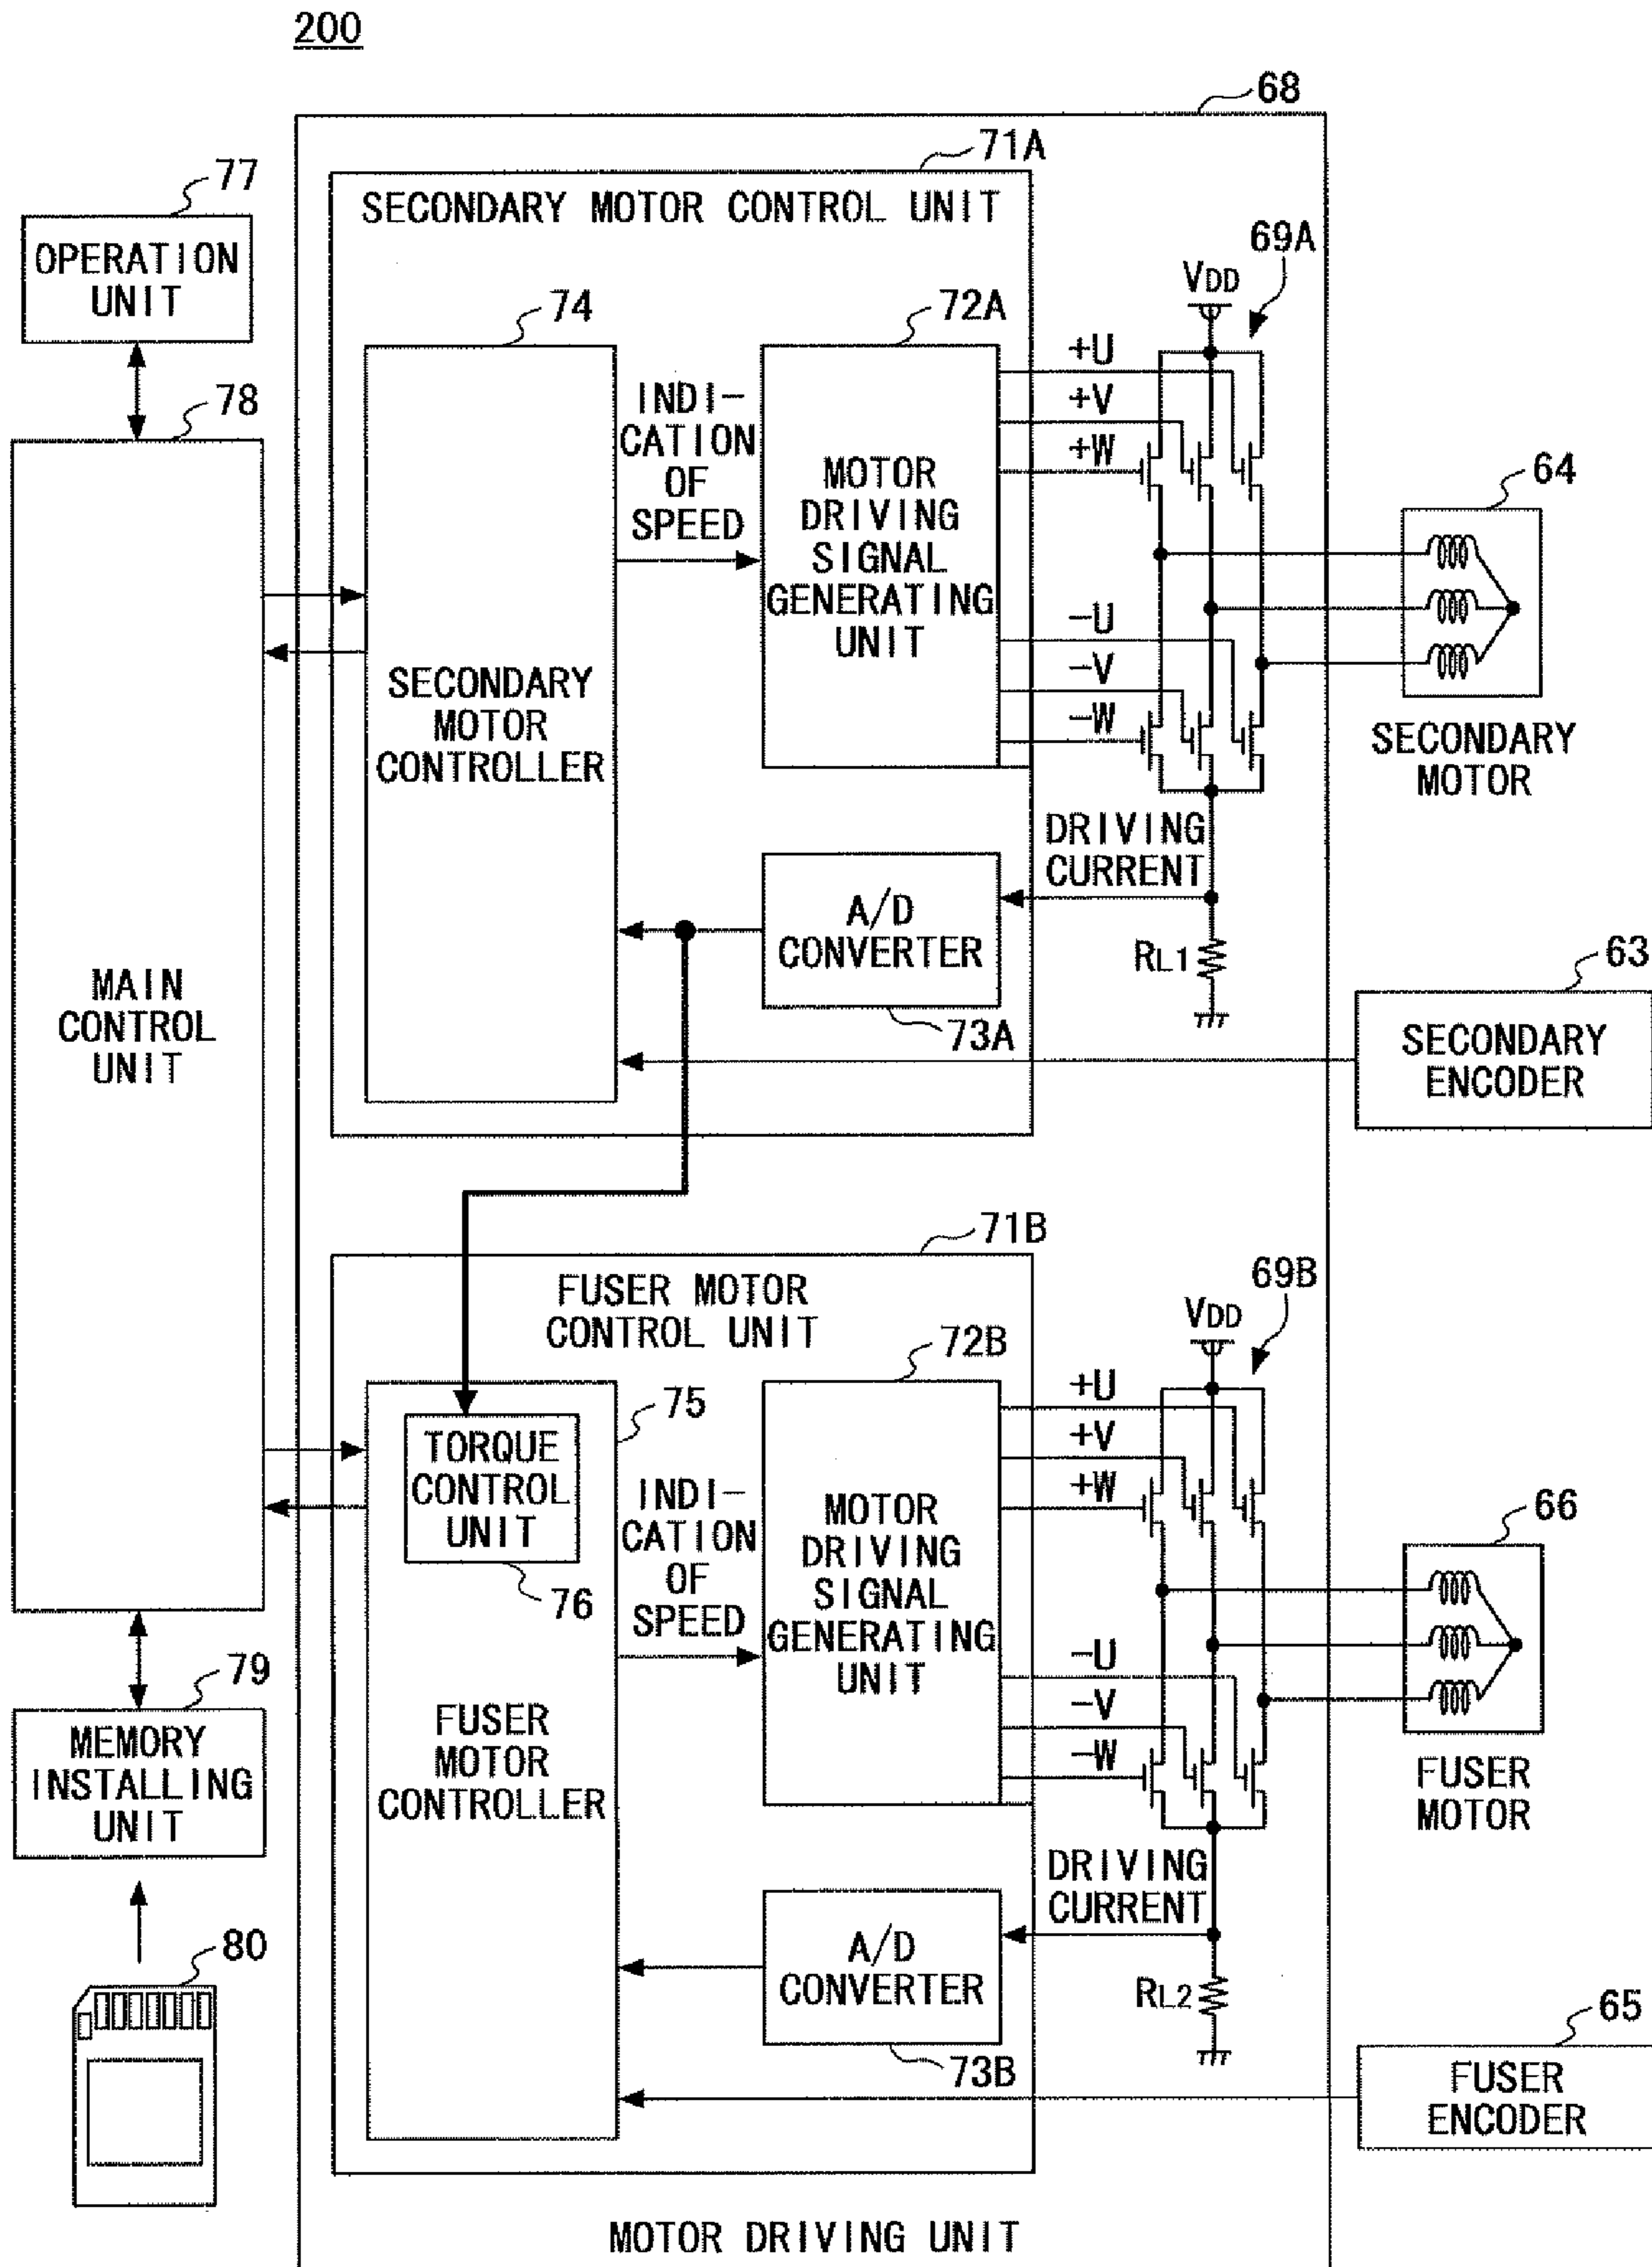 200
68
71A
77
SECONDARY MOTOR CONTROL UNIT
OPERATION
UNIT
69A
VDD
74
72A
78
INDI-
CATION
OF
SPEED
+U
+V
+W
MOTOR
DRIVING
SIGNAL
GENERATING
UNIT
64
-U
-V
-W
SECONDARY
MOTOR
CONTROLLER
SECONDARY
MOTOR
DRIVING
CURRENT
A/D
CONVERTER
RL1
73A
63
SECONDARY
ENCODER
MAIN
CONTROL
UNIT
71B
FUSER MOTOR
CONTROL UNIT
69B
VDD
72B
75
TORQUE
CONTROL
UNIT
76
INDI-
CATION
OF
SPEED
+U
+V
+W
MOTOR
DRIVING
SIGNAL
GENERATING
UNIT
66
-U
-V
-W
79
MEMORY
INSTALLING
UNIT
FUSER
MOTOR
CONTROLLER
FUSER
MOTOR
DRIVING
CURRENT
80
A/D
CONVERTER
RL2
73B
65
FUSER
ENCODER
MOTOR DRIVING UNIT